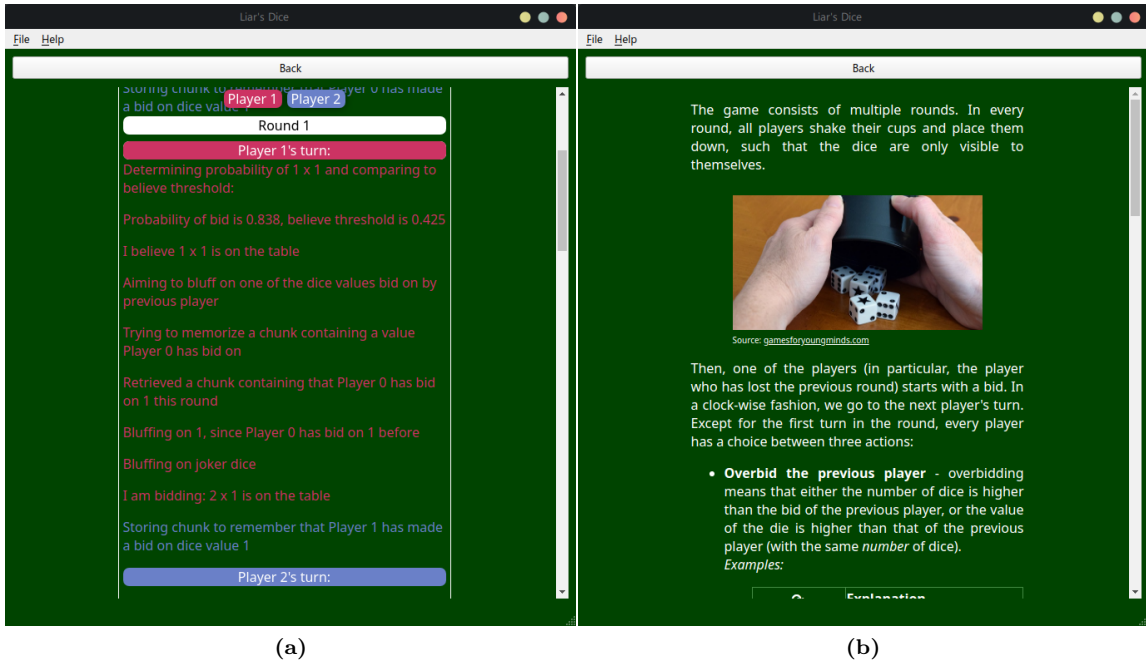 Liar's Dice
File Help
Back
Storing chunk to remember that Player 0 has made
a bid on dice value 1
Player 1 Player 2
Round 1
Player 1's turn:
Determining probability of 1 x 1 and comparing to
believe threshold:
Probability of bid is 0.838, believe threshold is 0.425
I believe 1 x 1 is on the table
Aiming to bluff on one of the dice values bid on by
previous player
Trying to memorize a chunk containing a value
Player 0 has bid on
Retrieved a chunk containing that Player 0 has bid
on 1 this round
Bluffing on 1, since Player 0 has bid on 1 before
Bluffing on joker dice
I am bidding: 2 x 1 is on the table
Storing chunk to remember that Player 1 has made
a bid on dice value 1
Player 2's turn:
(a)
Liar's Dice
File Help
Back
The game consists of multiple rounds. In every
round, all players shake their cups and place them
down, such that the dice are only visible to
themselves.
Source: gamesforyoungminds.com
Then, one of the players (in particular, the player
who has lost the previous round) starts with a bid. In
a clock-wise fashion, we go to the next player's turn.
Except for the first turn in the round, every player
has a choice between three actions:
• Overbid the previous player - overbidding
means that either the number of dice is higher
than the bid of the previous player, or the value
of the die is higher than that of the previous
player (with the same number of dice).
Examples:
Explanation
(b)